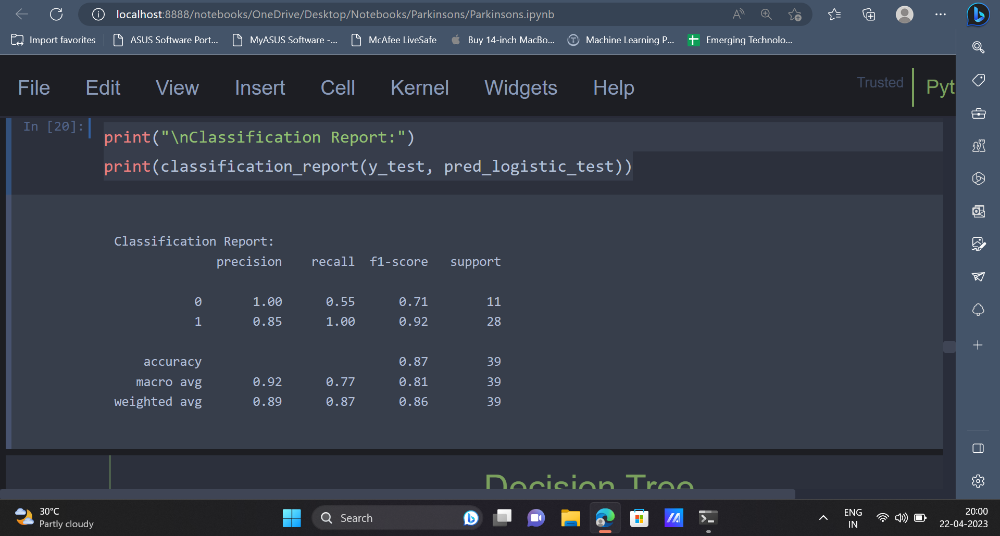 localhost:8888/notebooks/OneDrive/Desktop/Notebooks/Parkinsons/Parkinsons.ipynb
Import favorites ASUS Software Port... MyASUS Software -... McAfee LiveSafe Buy 14-inch MacBo... Machine Learning P... Emerging Technolo...
File Edit View Insert Cell Kernel Widgets Help Trusted Pyt
In [20]: print("\nClassification Report:")
print(classification_report(y_test, pred_logistic_test))
Classification Report:
precision recall f1-score support
0 1.00 0.55 0.71 11
1 0.85 1.00 0.92 28
accuracy 0.87 39
macro avg 0.92 0.77 0.81 39
weighted avg 0.89 0.87 0.86 39
Decision Tree
30°C
Partly cloudy
Search
ENG
IN
20:00
22-04-2023